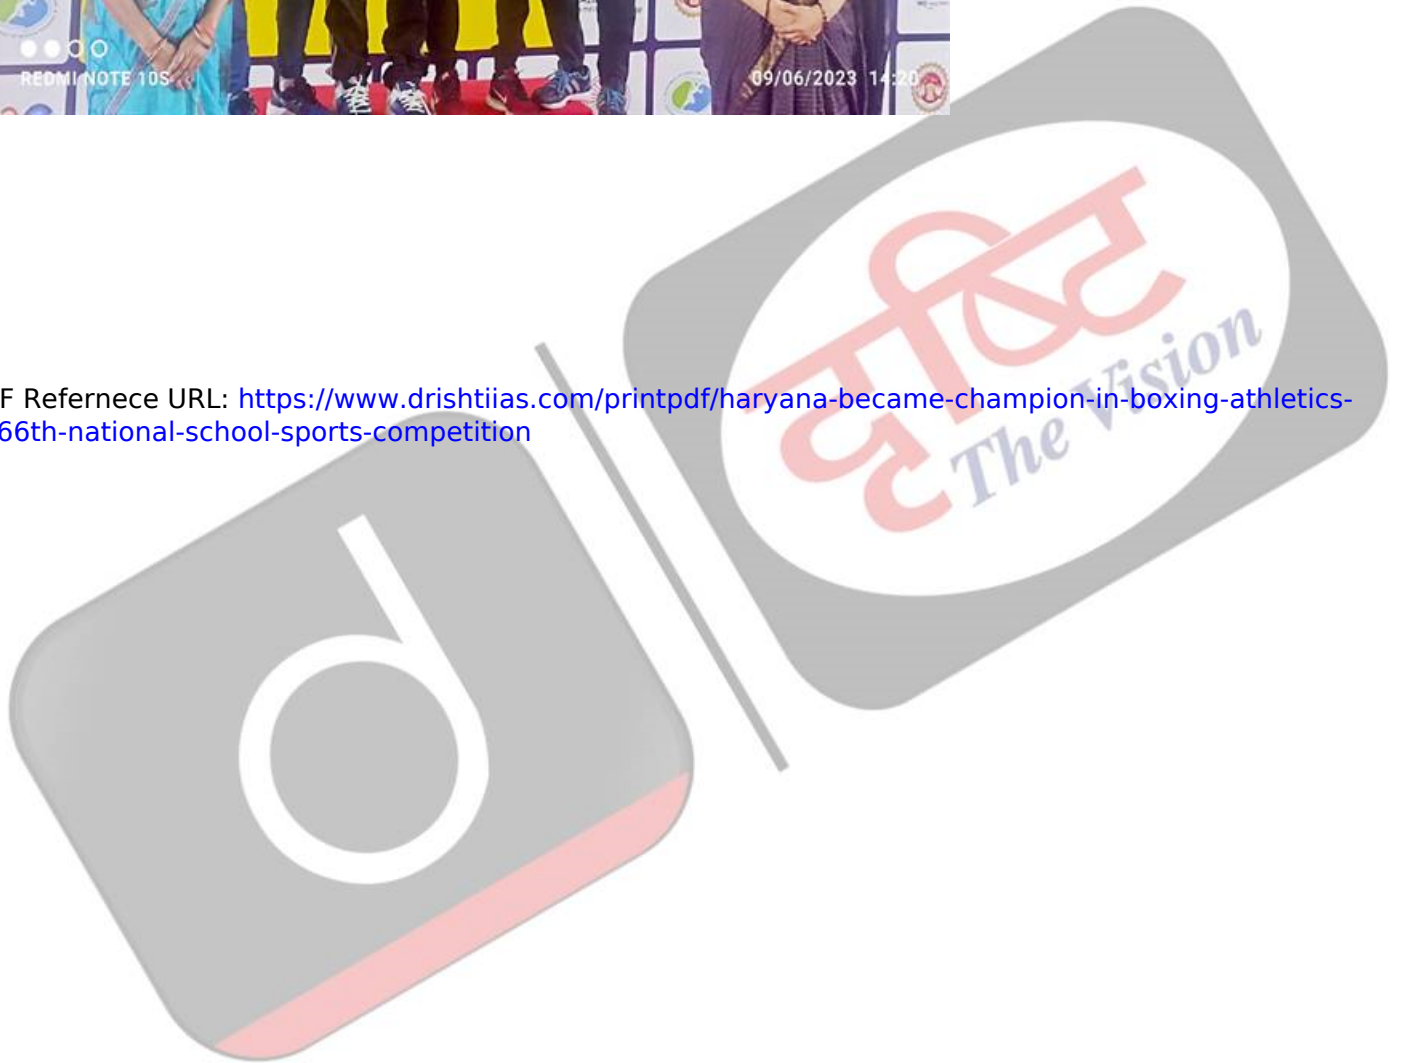 REDMI NOTE 10S
09/06/2023 14:20
F Refernece URL: https://www.drishtiias.com/printpdf/haryana-became-champion-in-boxing-athletics-
66th-national-school-sports-competition
दृष्टि
The Vision
d